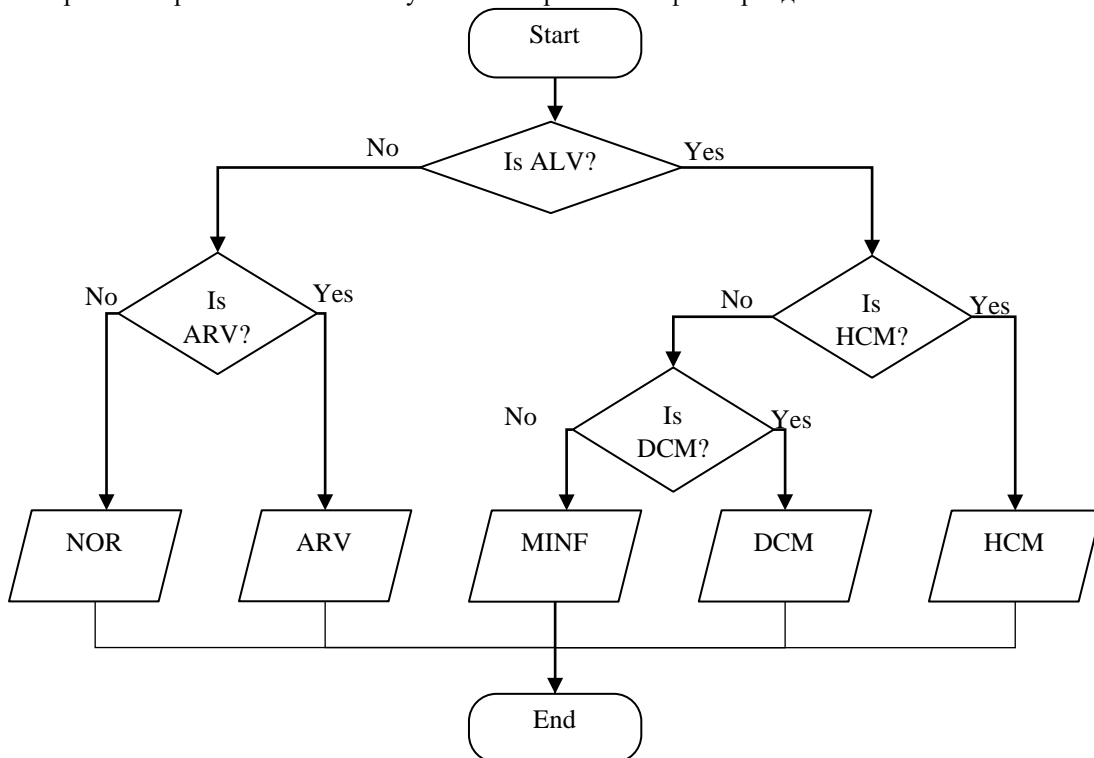 Start
No
Is ALV?
Yes
No
Is
ARV?
Yes
No
Is
HCM?
Yes
No
Is
DCM?
Yes
NOR
ARV
MINF
DCM
HCM
End